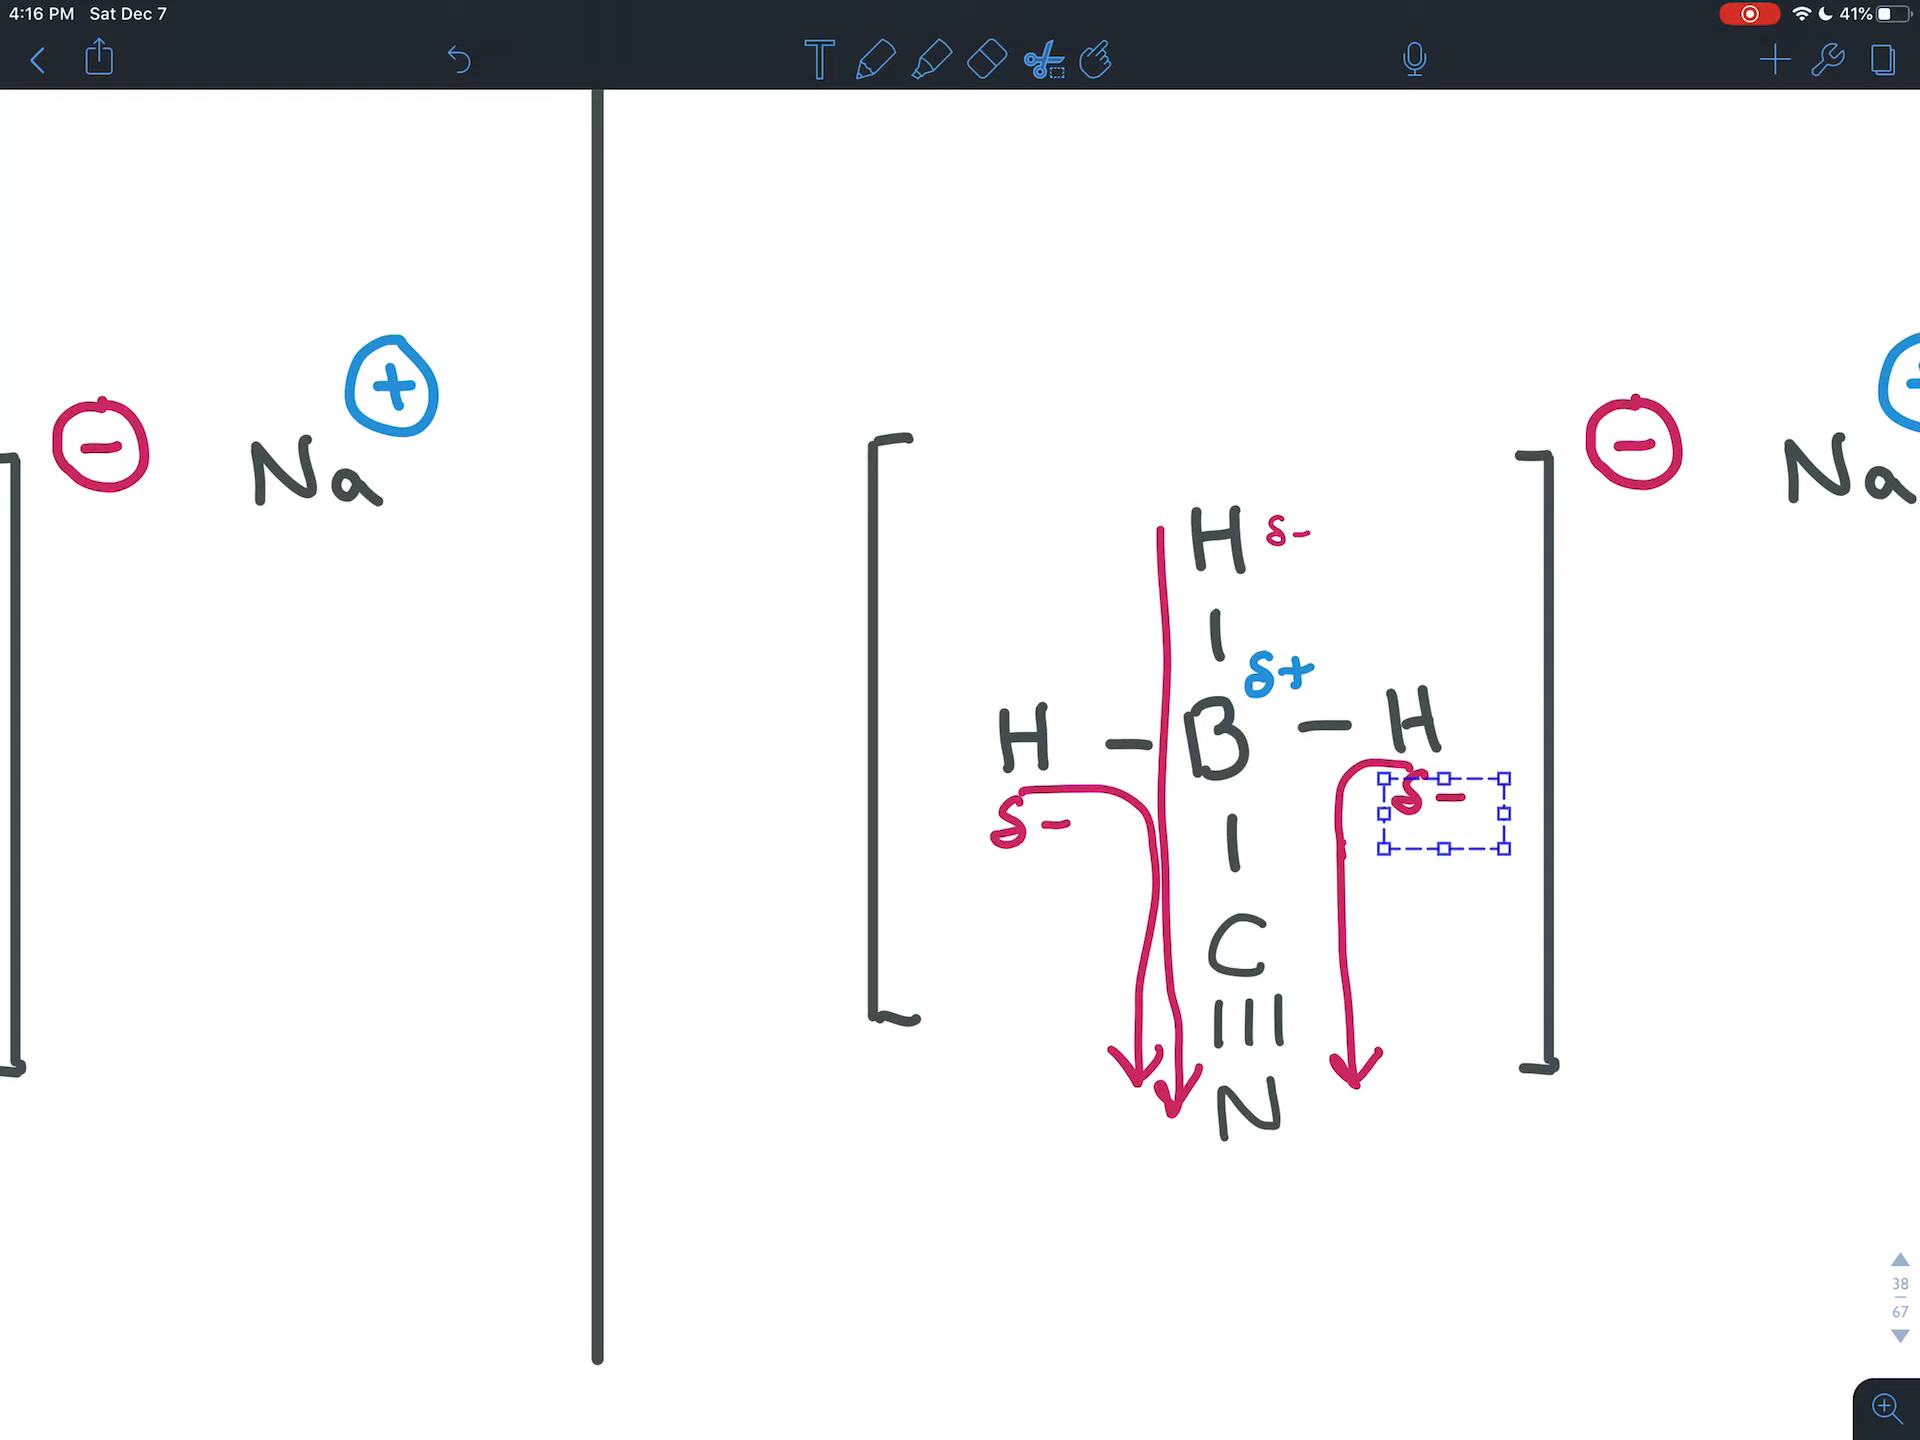 4:16 PM Sat Dec 7
41%
T
− Na +
− Na
H δ-
δ+
H − B − H
δ- δ-
C
N
38
67